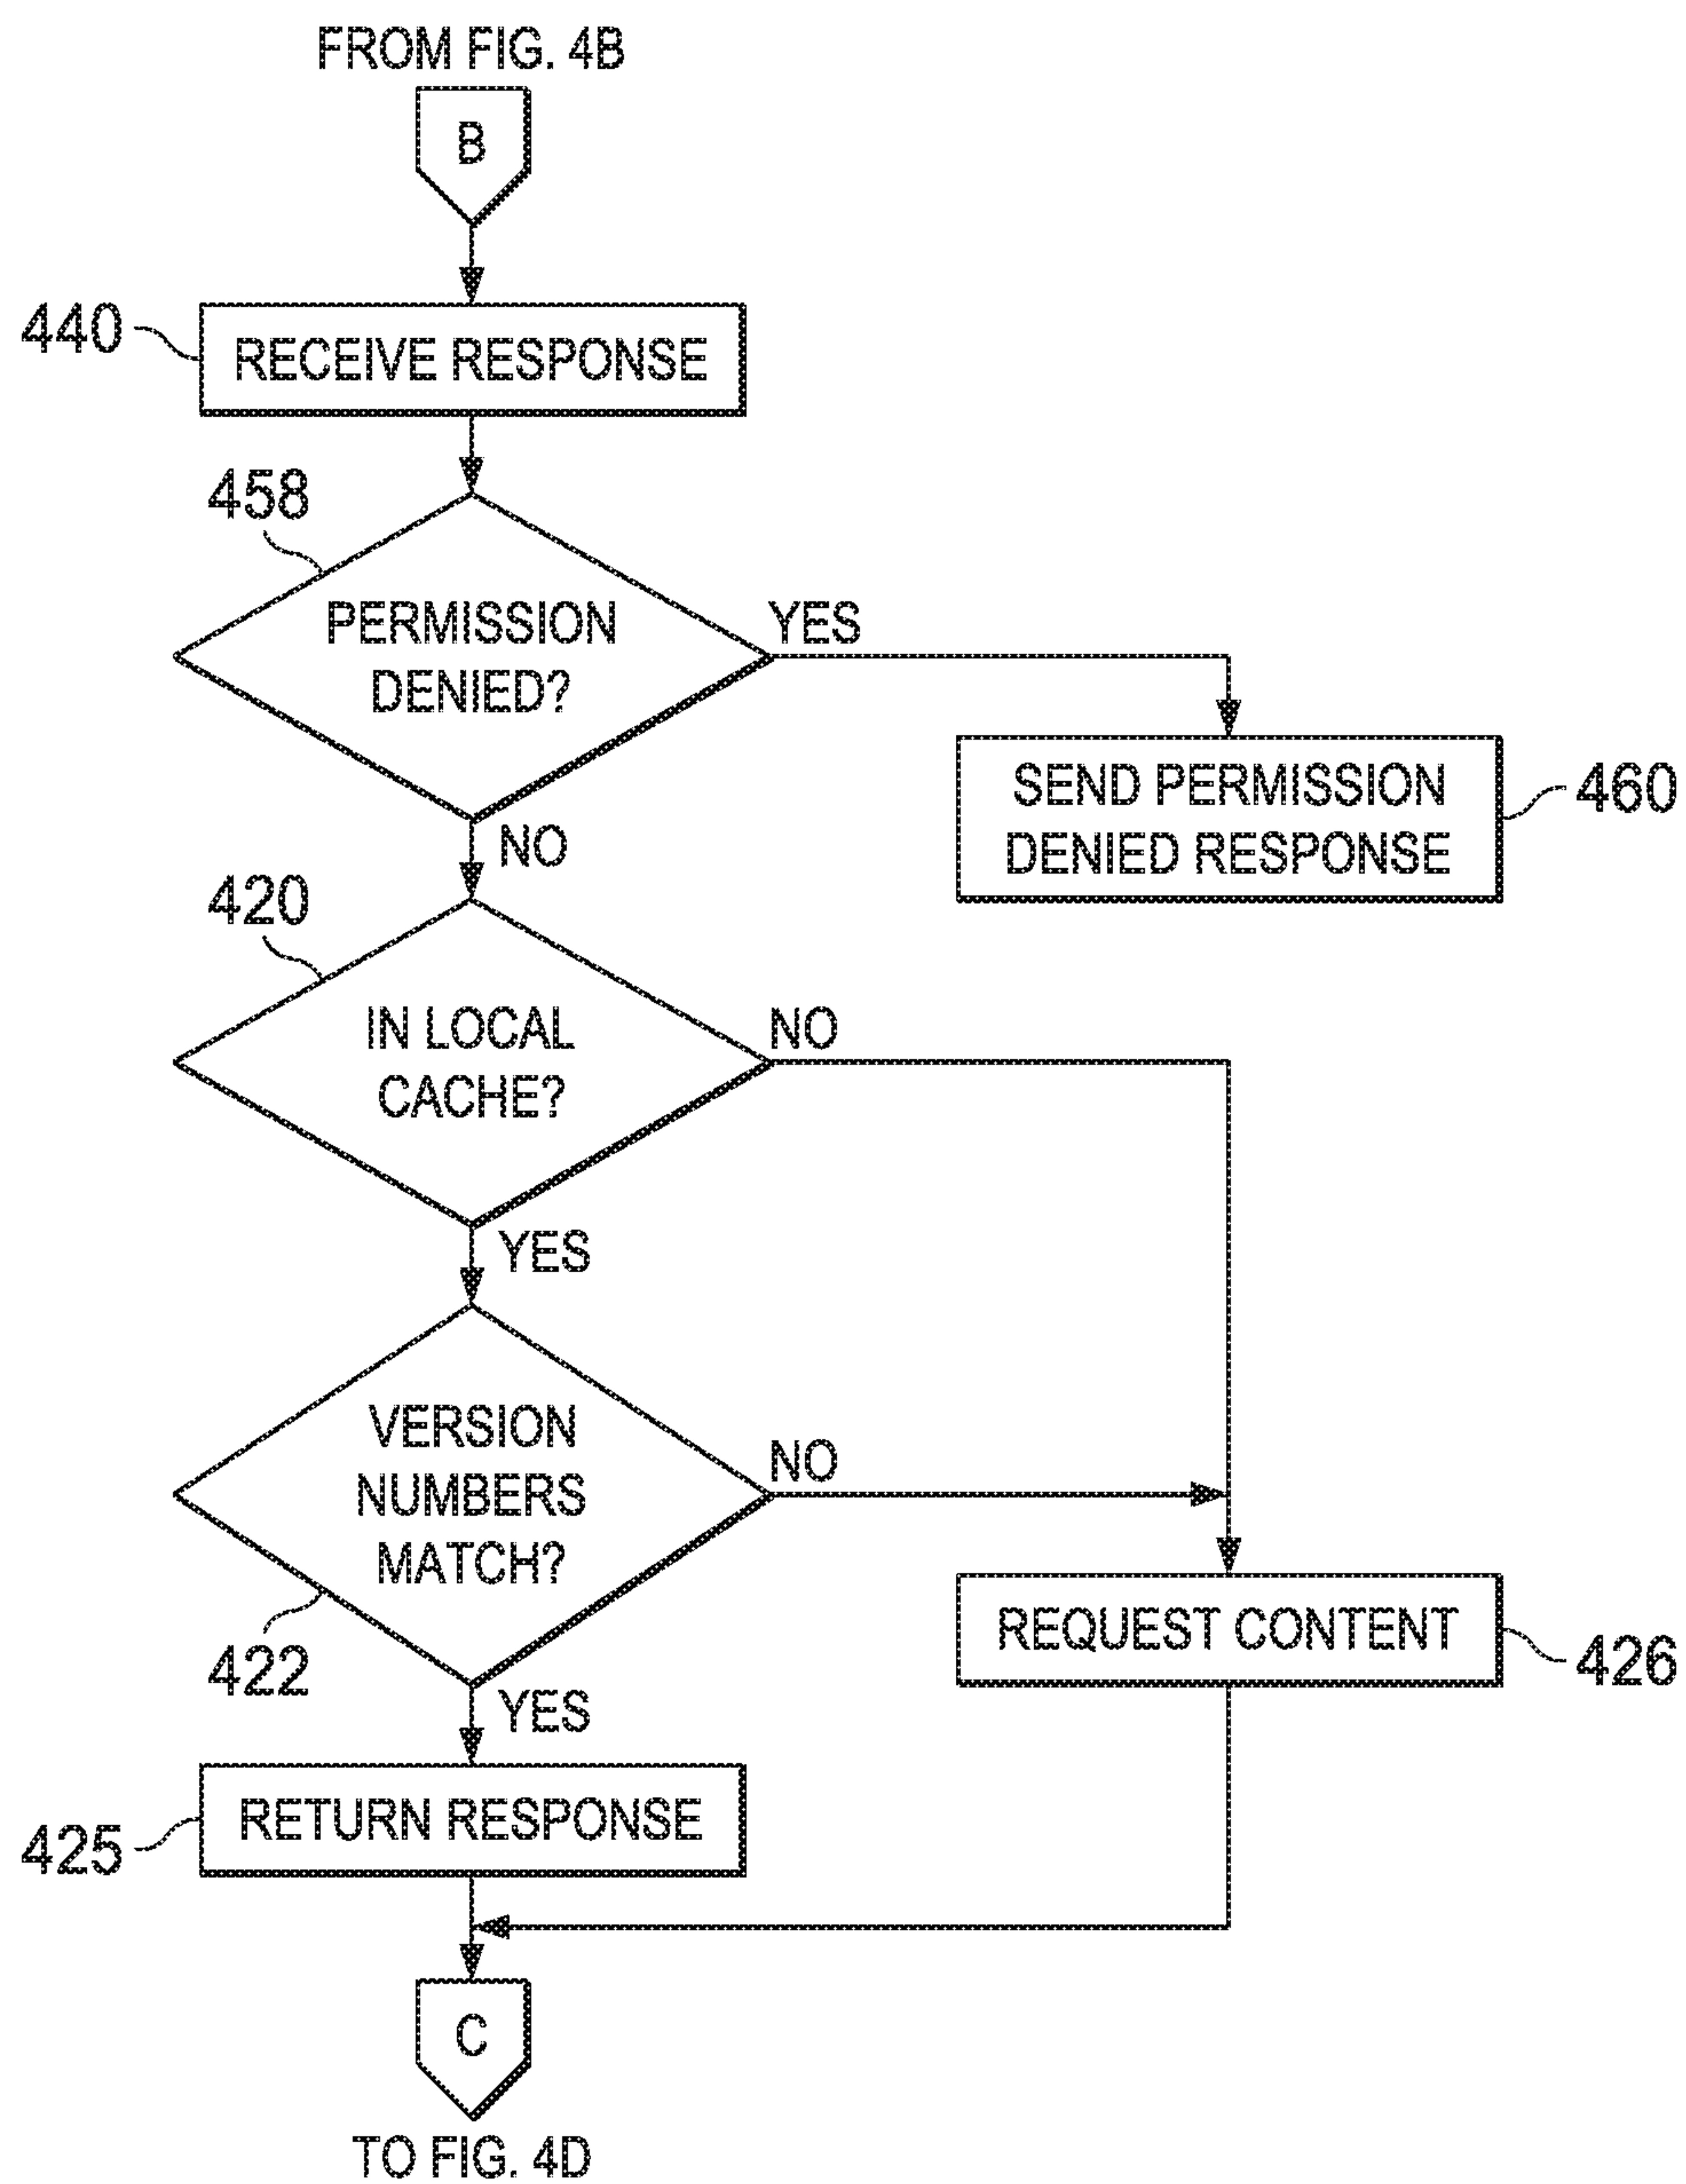 FROM FIG. 4B
B
440
RECEIVE RESPONSE
458
PERMISSION
DENIED?
YES
SEND PERMISSION
DENIED RESPONSE
460
NO
420
IN LOCAL
CACHE?
NO
YES
VERSION
NUMBERS
MATCH?
NO
422
REQUEST CONTENT
426
YES
RETURN RESPONSE
425
C
TO FIG. 4D